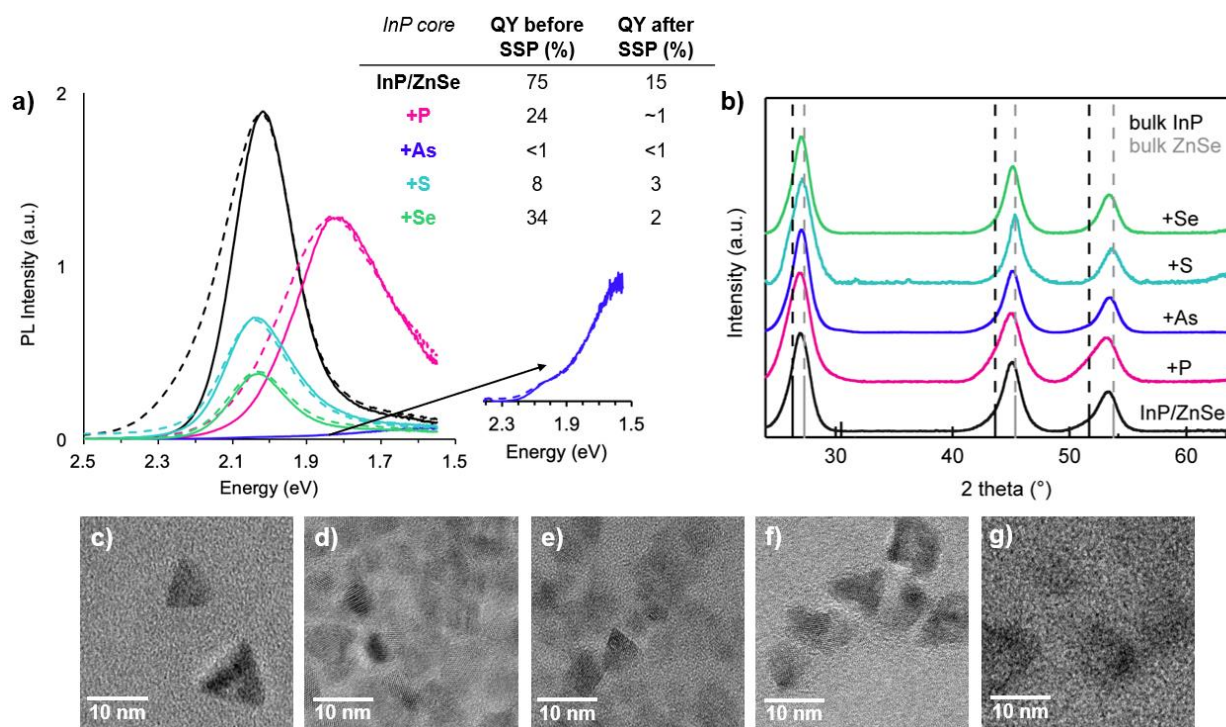 InP core QY before SSP (%) QY after SSP (%)
InP/ZnSe 75 15
+P 24 ~1
+As <1 <1
+S 8 3
+Se 34 2
a)
2
1
0
PL Intensity (a.u.)
2.5 2.3 2.1 1.9 1.7 1.5
Energy (eV)
2.3 1.9 1.5
Energy (eV)
b)
bulk InP
bulk ZnSe
+Se
+S
+As
+P
InP/ZnSe
Intensity (a.u.)
30 40 50 60
2 theta (°)
c)
10 nm
d)
10 nm
e)
10 nm
f)
10 nm
g)
10 nm